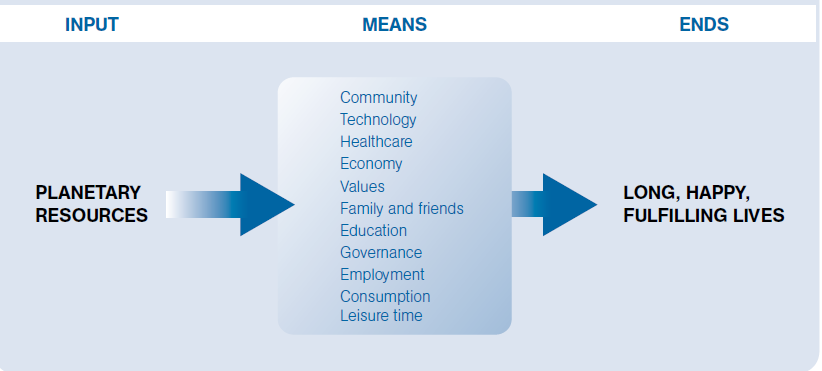 INPUT
MEANS
ENDS
PLANETARY
RESOURCES
Community
Technology
Healthcare
Economy
Values
Family and friends
Education
Governance
Employment
Consumption
Leisure time
LONG, HAPPY,
FULFILLING LIVES